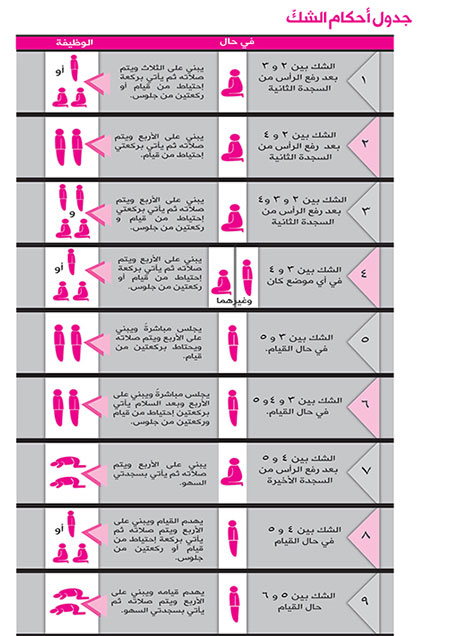 جدول أحكام الشكّ
في حال
الوظيفة
١
الشك بين ٢ و ٣
بعد رفع الرأس من
السجدة الثانية
يبني على الثلاث ويتم
صلاته ثم يأتي بركعة
إحتياط من قيام أو
ركعتين من جلوس.
أو
٢
الشك بين ٢ و ٤
بعد رفع الرأس من
السجدة الثانية
يبني على الأربع ويتم
صلاته ثم يأتي بركعتي
إحتياط من قيام.
٣
الشك بين ٢ و ٣ و٤
بعد رفع الرأس من
السجدة الثانية
يبني على الأربع ويتم
صلاته ثم يأتي بركعتي
إحتياط من قيام و
ركعتين من جلوس.
و
٤
الشك بين ٣ و ٤
في أي موضع كان
وغيرهما
يبني على الأربع ويتم
صلاته ثم يأتي بركعة
إحتياط من قيام أو
ركعتين من جلوس.
أو
٥
الشك بين ٣ و ٥
في حال القيام.
يجلس مباشرةً ويبني
على الأربع ويتم صلاته
ويحتاط بركعتين من
قيام.
٦
الشك بين ٣ و ٤ و ٥
في حال القيام.
يجلس مباشرةً ويبني على
الأربع وبعد السلام يأتي
بركعتين إحتياط من قيام
وركعتين من جلوس.
٧
الشك بين ٤ و ٥
بعد رفع الرأس من
السجدة الأخيرة
يبني على الأربع ويتم
صلاته ثم يأتي بسجدتي
السهو.
٨
الشك بين ٤ و ٥
في حال القيام
يهدم القيام ويبني على
الأربع ويتم صلاته ثم
يأتي بركعة إحتياط من
قيام أو ركعتين من
جلوس.
أو
٩
الشك بين ٥ و ٦
حال القيام
يهدم قيامه ويبني على
الأربع ويتم صلاته ثم
يأتي بسجدتي السهو.